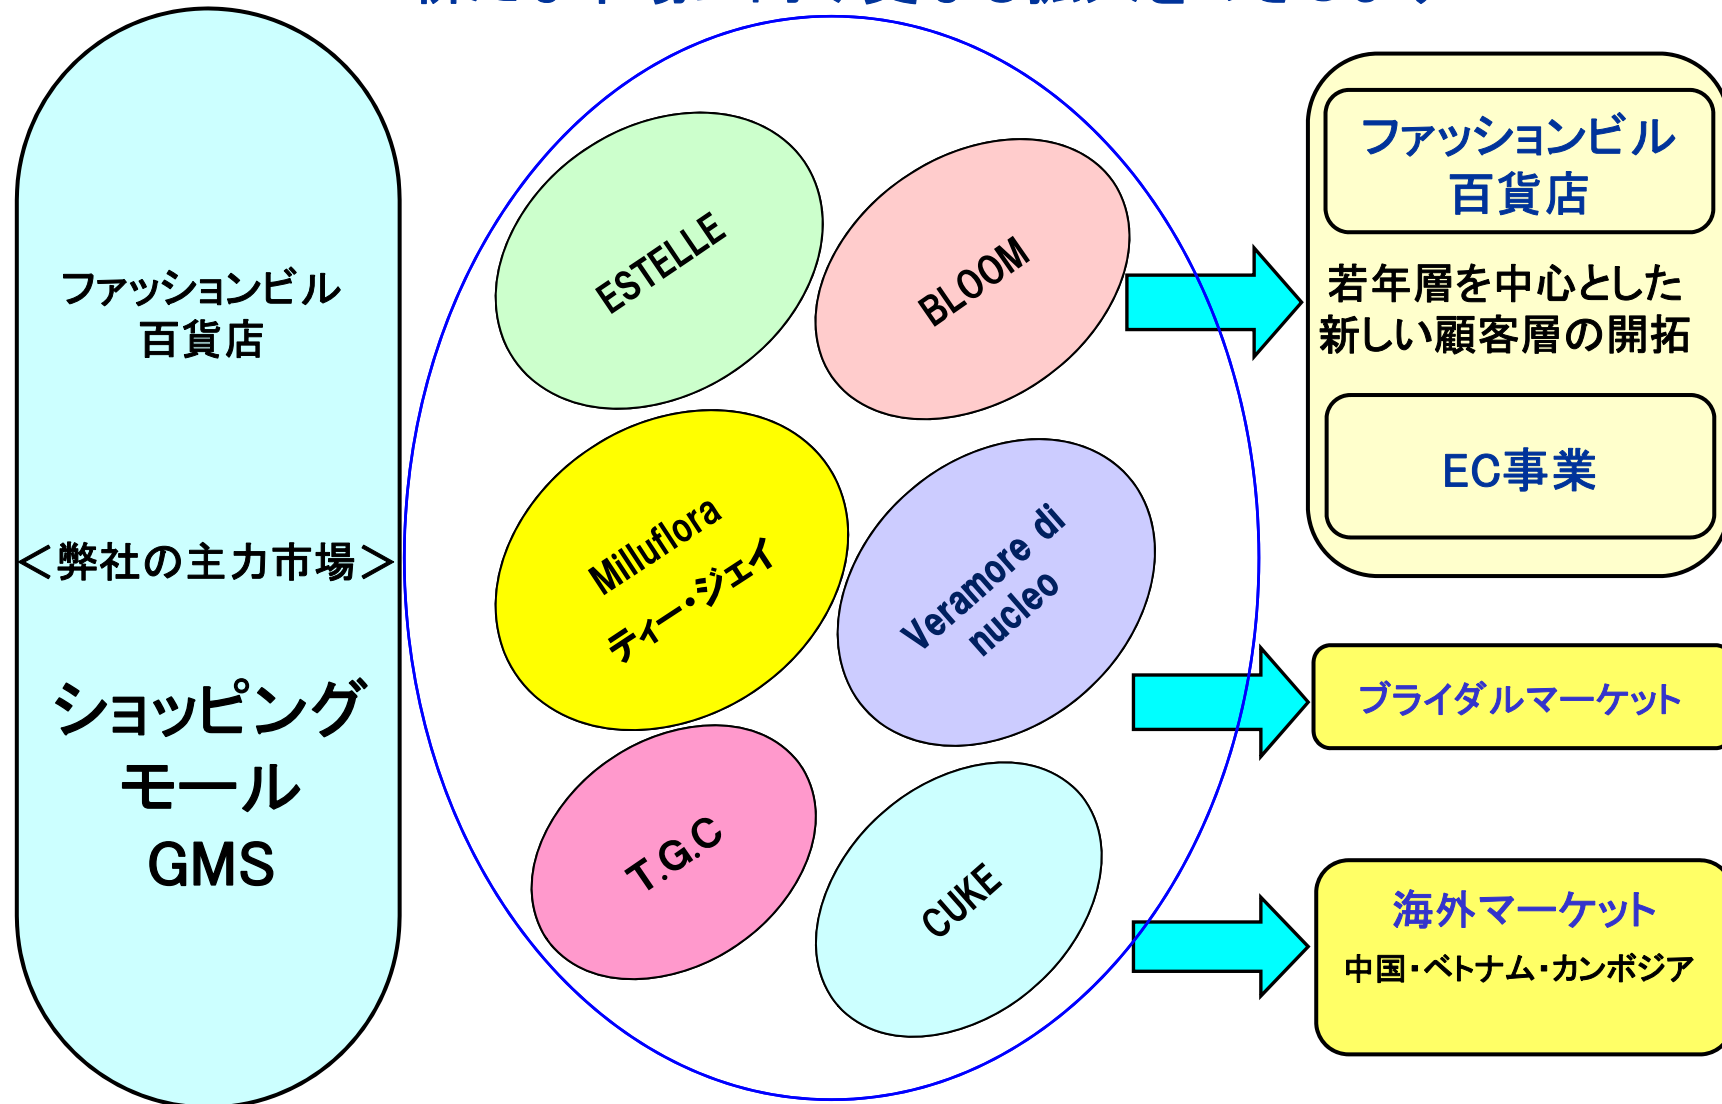 ファッションビル
百貨店
＜弊社の主力市場＞
ショッピング
モール
GMS
ESTELLE
BLOOM
Milluflora
ティー・ジェイ
Veramore di
nucleo
T.G.C
CUKE
ファッションビル
百貨店
若年層を中心とした
新しい顧客層の開拓
EC事業
ブライダルマーケット
海外マーケット
中国・ベトナム・カンボジア